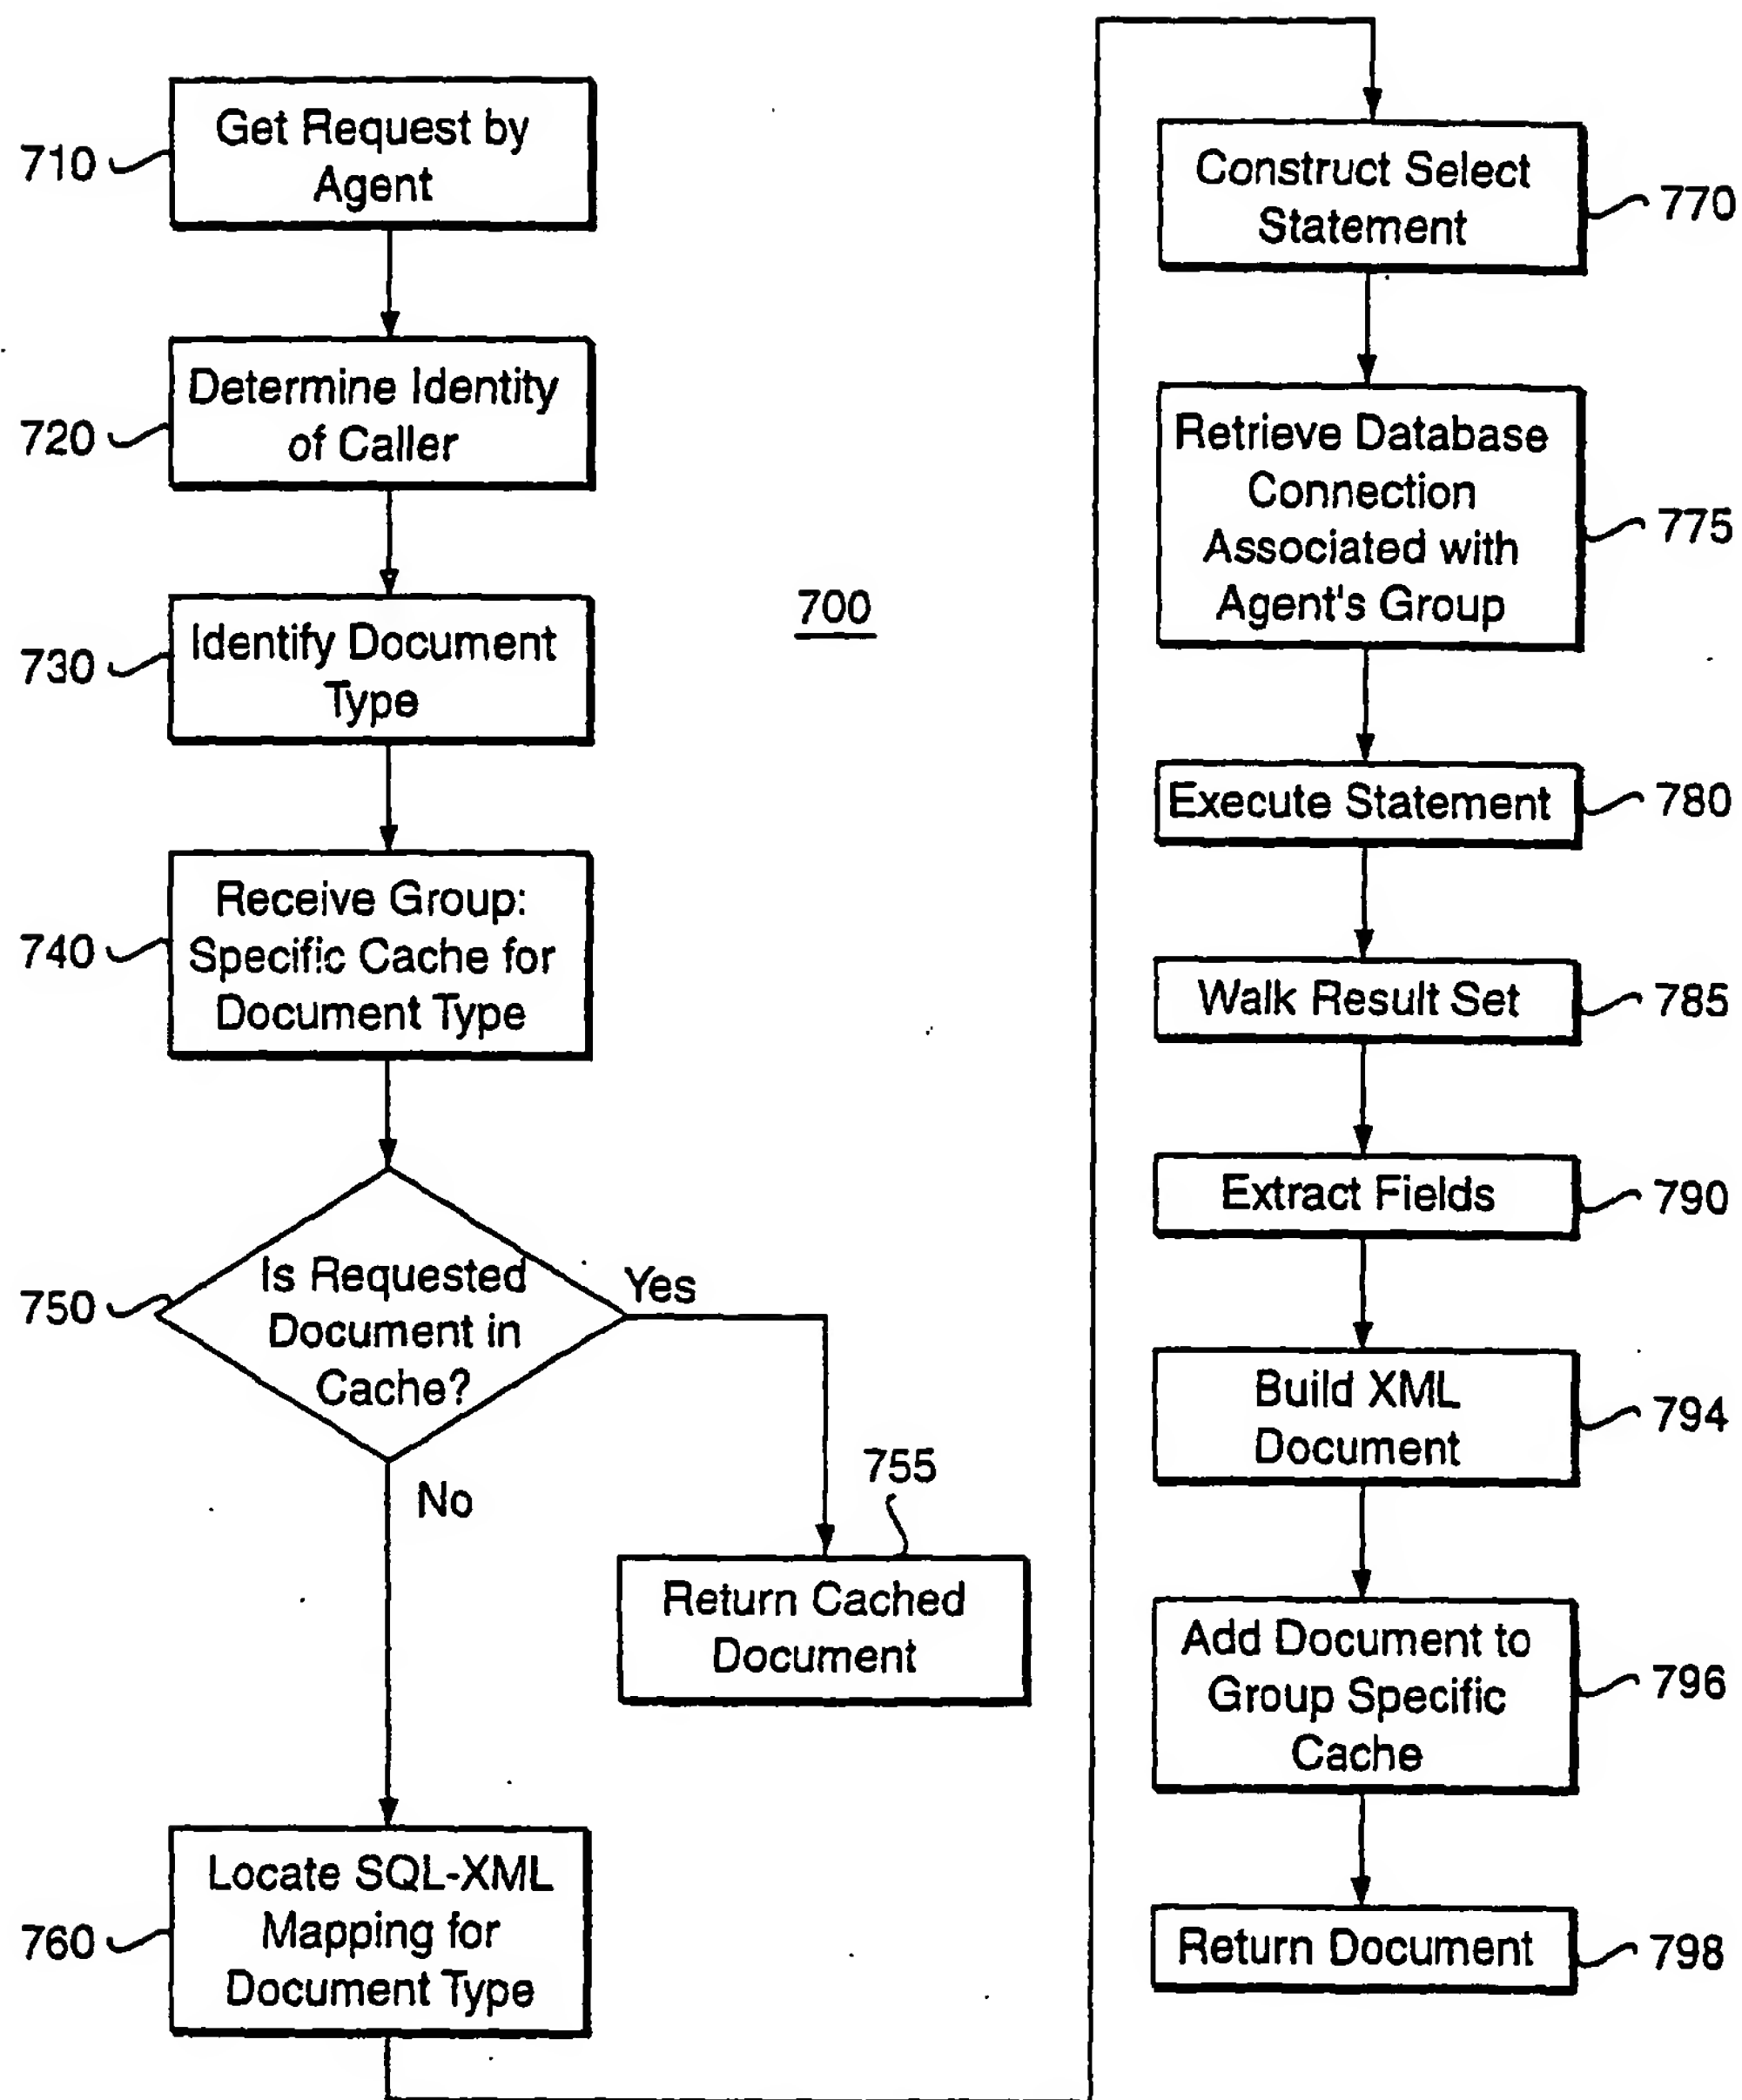 710
Get Request by
Agent
720
Determine Identity
of Caller
730
Identify Document
Type
740
Receive Group:
Specific Cache for
Document Type
750
Is Requested
Document in
Cache?
Yes
No
755
Return Cached
Document
760
Locate SQL-XML
Mapping for
Document Type
700
Construct Select
Statement
770
Retrieve Database
Connection
Associated with
Agent's Group
775
Execute Statement
780
Walk Result Set
785
Extract Fields
790
Build XML
Document
794
Add Document to
Group Specific
Cache
796
Return Document
798